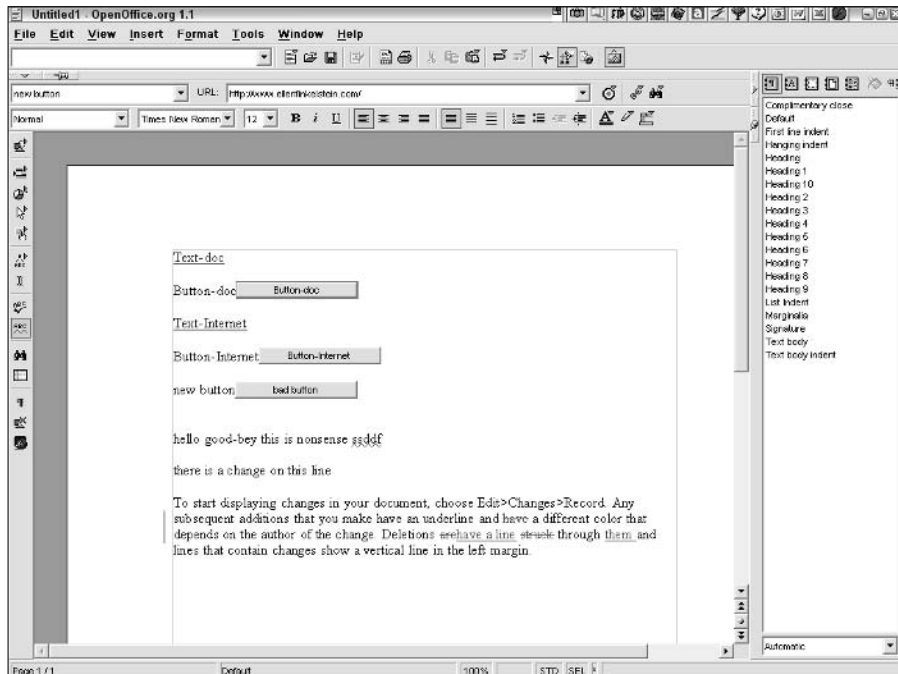 Untitled1 - OpenOffice.org 1.1
File Edit View Insert Format Tools Window Help
new button URL: http://www.ellenfinkelstein.com/
Normal Times New Roman 12 B i U
Complimentary close
Default
First line indent
Hanging indent
Heading
Heading 1
Heading 10
Heading 2
Heading 3
Heading 4
Heading 5
Heading 6
Heading 7
Heading 8
Heading 9
List Indent
Marginalia
Signature
Text body
Text body indent
Automatic
Text-doc
Button-doc Button-doc
Text-Internet
Button-Internet Button-Internet
new button bad button
hello good-bey this is nonsense ssddf
there is a change on this line
To start displaying changes in your document, choose Edit>Changes>Record. Any
subsequent additions that you make have an underline and have a different color that
depends on the author of the change. Deletions arehave a line struck through them and
lines that contain changes show a vertical line in the left margin.
Page 1 / 1 Default 100% STD SEL